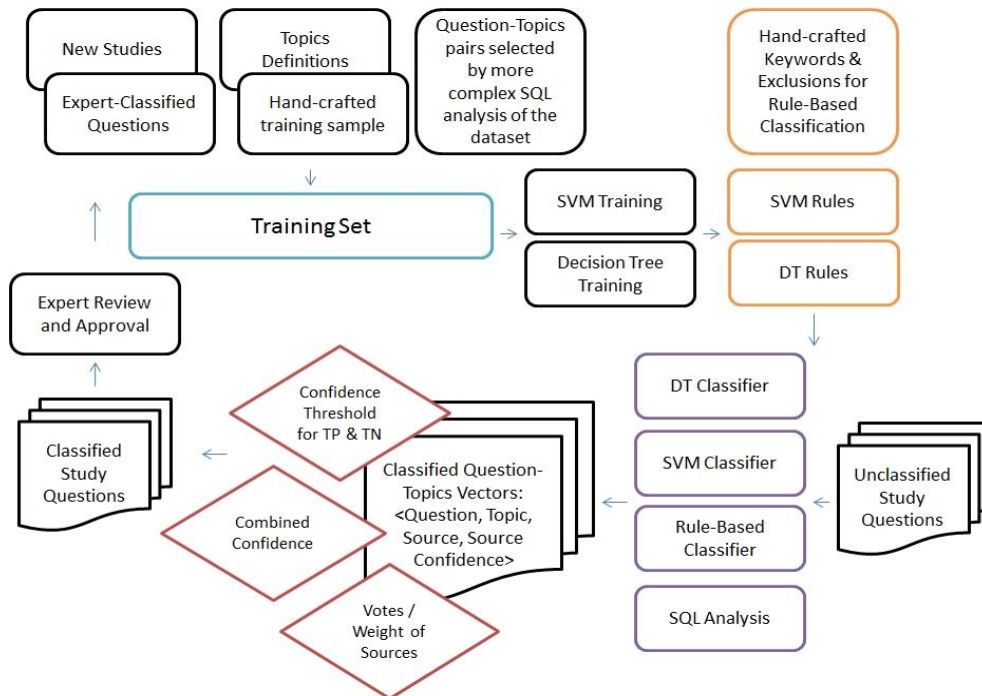 New Studies
Expert-Classified
Questions
Topics
Definitions
Hand-crafted
training sample
Question-Topics
pairs selected
by more
complex SQL
analysis of the
dataset
Hand-crafted
Keywords &
Exclusions for
Rule-Based
Classification
Training Set
SVM Training
Decision Tree
Training
SVM Rules
DT Rules
Expert Review
and Approval
DT Classifier
SVM Classifier
Rule-Based
Classifier
SQL Analysis
Unclassified
Study
Questions
Confidence
Threshold
for TP & TN
Combined
Confidence
Votes /
Weight of
Sources
Classified Question-
Topics Vectors:
<Question, Topic,
Source, Source
Confidence>
Classified
Study
Questions